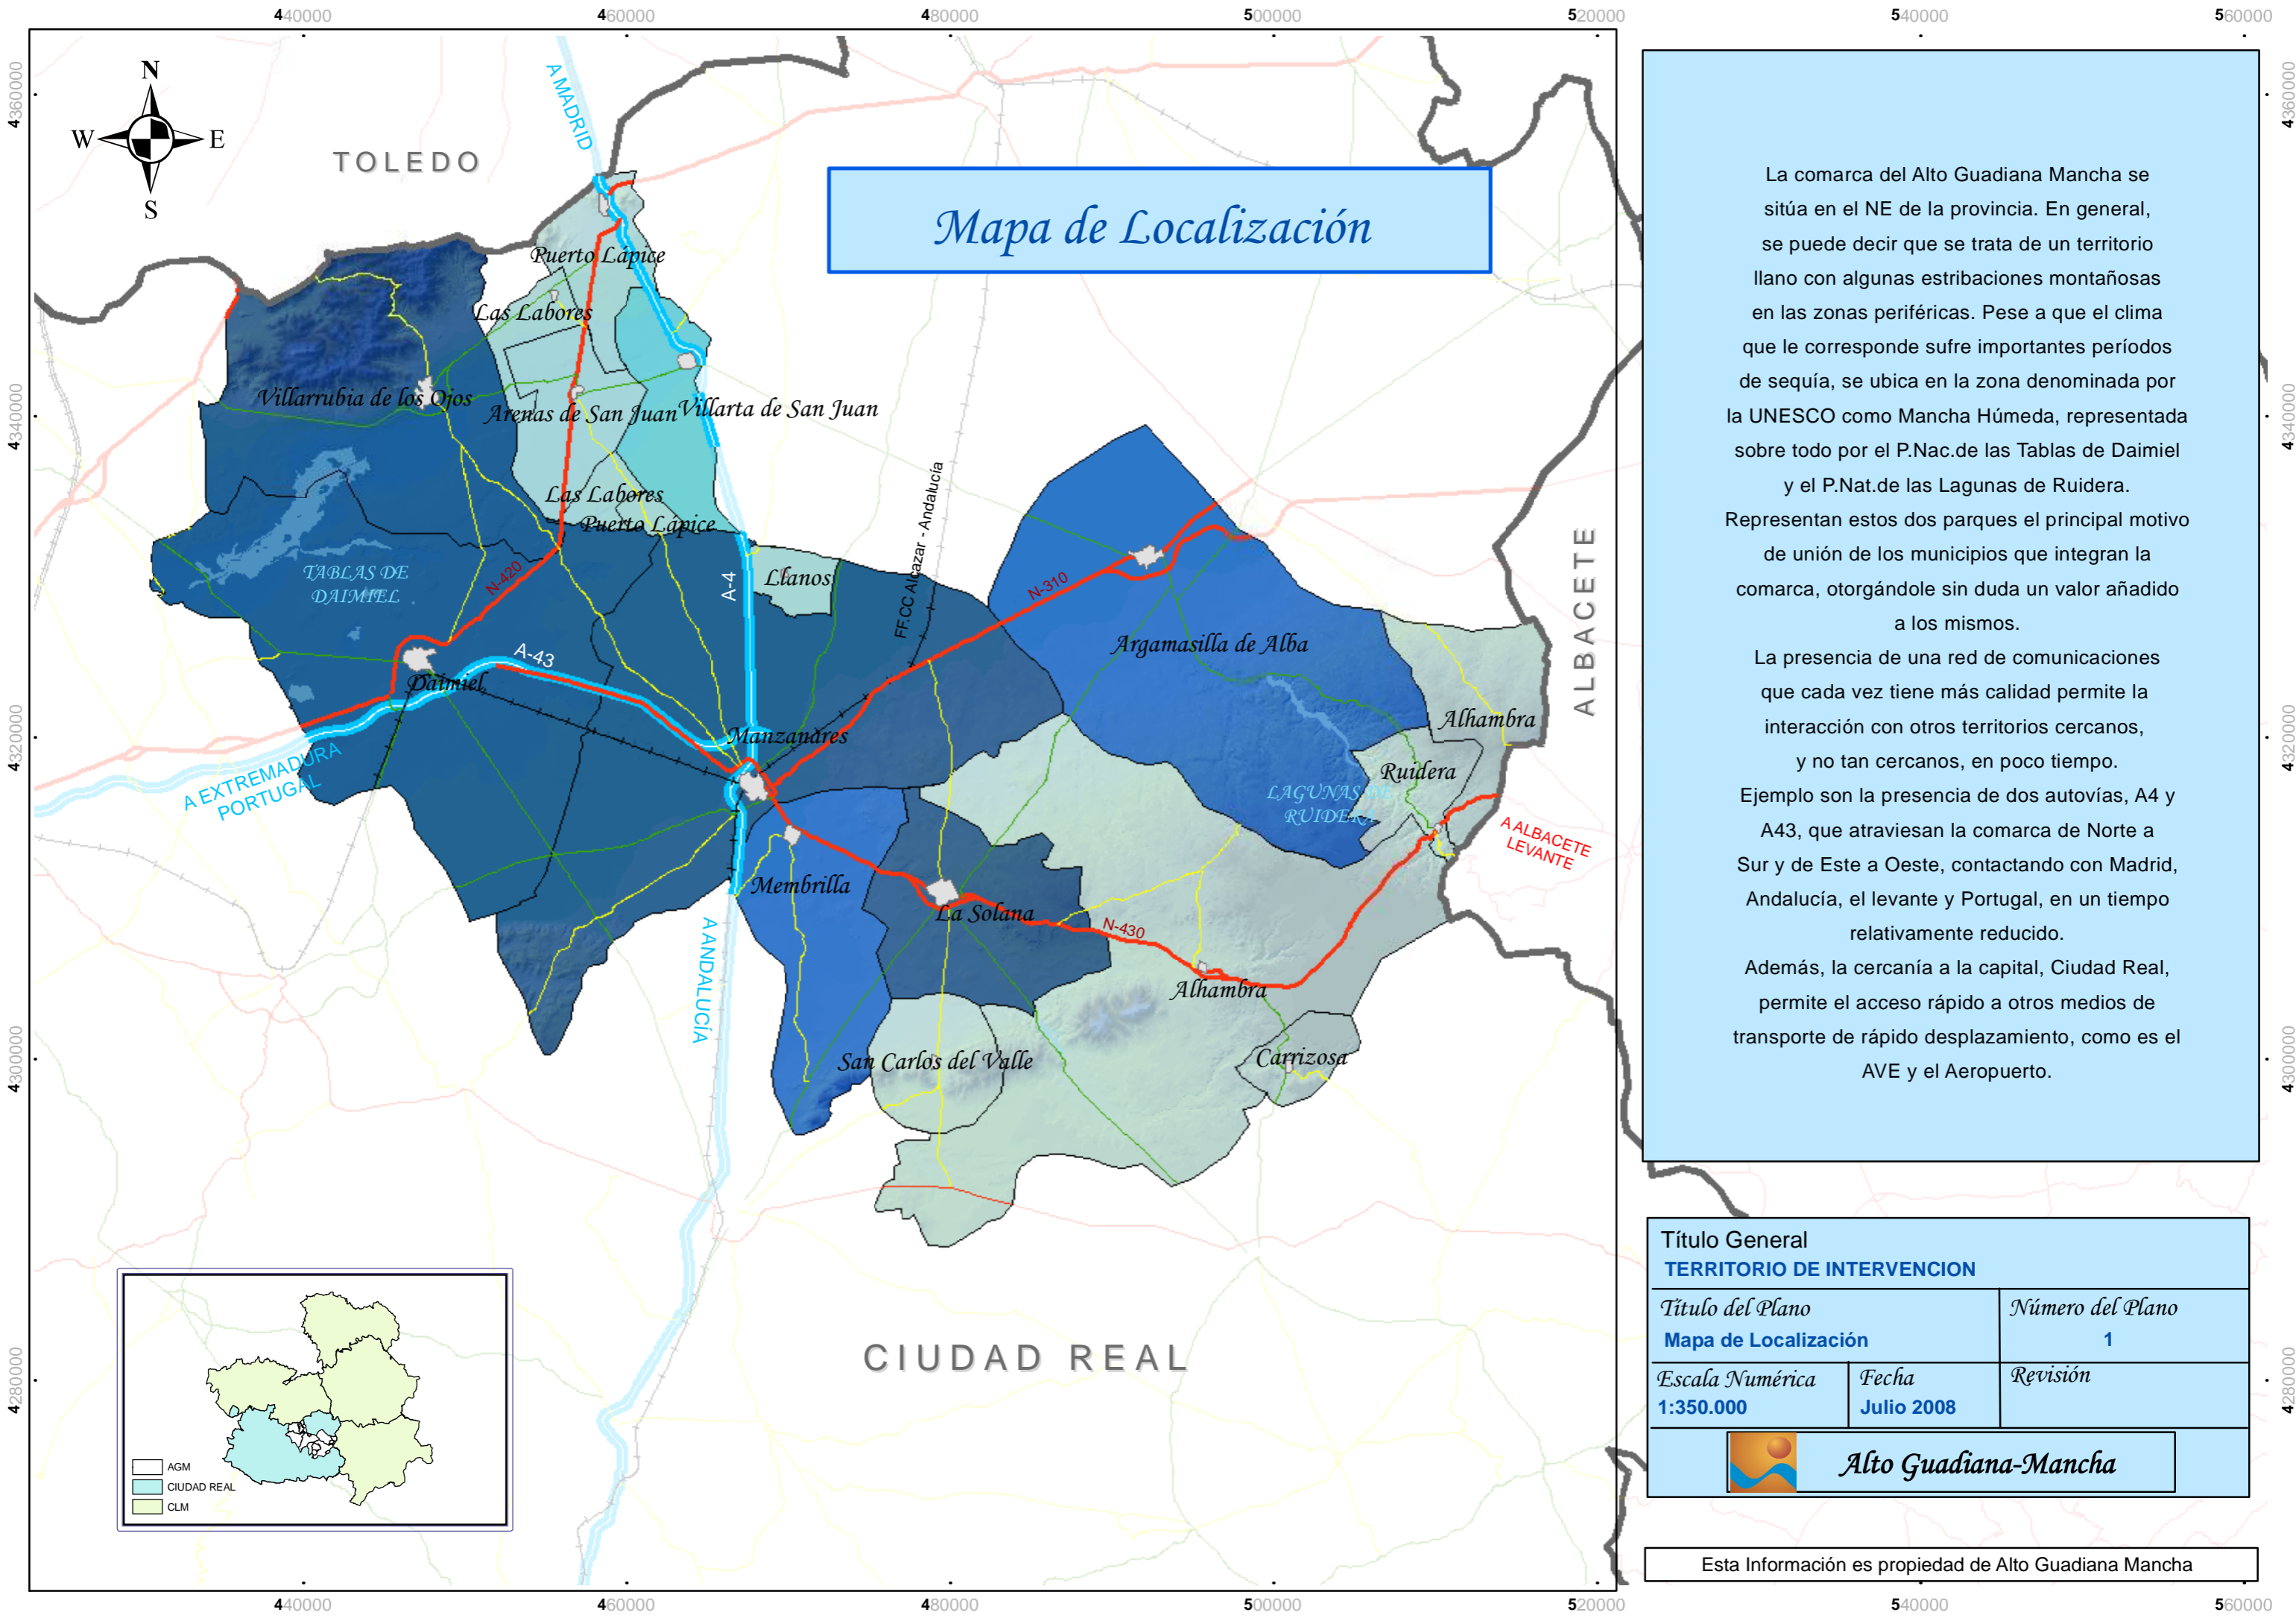 440000 460000 480000 500000 520000 540000 560000
4360000 4340000 4320000 4300000 4280000
N
W E
S
TOLEDO
A MADRID
Mapa de Localización
Puerto Lápice
Las Labores
Villarrubia de los Ojos
Arenas de San Juan
Villarta de San Juan
Las Labores
Puerto Lápice
TABLAS DE
DAIMIEL
N-420
A-4
Llanos
FF.CC Alcazar - Andalucía
N-310
Argamasilla de Alba
ALBACETE
A-43
Daimiel
Manzanares
Alhambra
Ruidera
A EXTREMADURA
PORTUGAL
LAGUNAS DE
RUIDERA
A ALBACETE
LEVANTE
Membrilla
La Solana
N-430
A ANDALUCÍA
Alhambra
San Carlos del Valle
Carrizosa
CIUDAD REAL
AGM
CIUDAD REAL
CLM
La comarca del Alto Guadiana Mancha se
sitúa en el NE de la provincia. En general,
se puede decir que se trata de un territorio
llano con algunas estribaciones montañosas
en las zonas periféricas. Pese a que el clima
que le corresponde sufre importantes períodos
de sequía, se ubica en la zona denominada por
la UNESCO como Mancha Húmeda, representada
sobre todo por el P.Nac.de las Tablas de Daimiel
y el P.Nat.de las Lagunas de Ruidera.
Representan estos dos parques el principal motivo
de unión de los municipios que integran la
comarca, otorgándole sin duda un valor añadido
a los mismos.
La presencia de una red de comunicaciones
que cada vez tiene más calidad permite la
interacción con otros territorios cercanos,
y no tan cercanos, en poco tiempo.
Ejemplo son la presencia de dos autovías, A4 y
A43, que atraviesan la comarca de Norte a
Sur y de Este a Oeste, contactando con Madrid,
Andalucía, el levante y Portugal, en un tiempo
relativamente reducido.
Además, la cercanía a la capital, Ciudad Real,
permite el acceso rápido a otros medios de
transporte de rápido desplazamiento, como es el
AVE y el Aeropuerto.
Título General
TERRITORIO DE INTERVENCION
Título del Plano
Mapa de Localización
Número del Plano
1
Escala Numérica
1:350.000
Fecha
Julio 2008
Revisión
Alto Guadiana-Mancha
Esta Información es propiedad de Alto Guadiana Mancha
4360000 4340000 4320000 4300000 4280000
440000 460000 480000 500000 520000 540000 560000